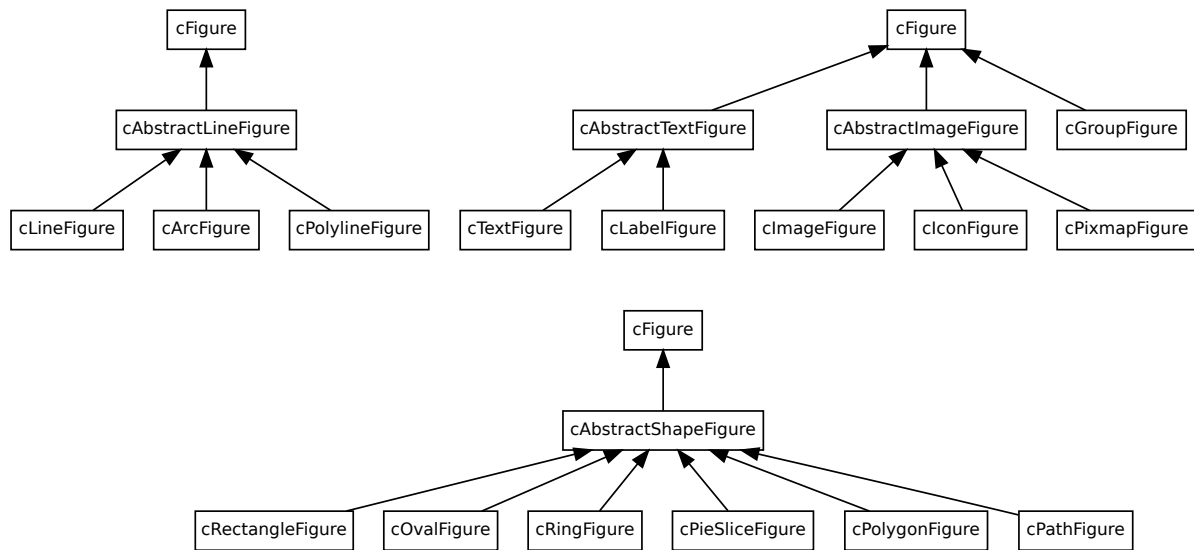 cFigure
cFigure
cAbstractLineFigure
cAbstractTextFigure
cAbstractImageFigure
cGroupFigure
cLineFigure
cArcFigure
cPolylineFigure
cTextFigure
cLabelFigure
cImageFigure
cIconFigure
cPixmapFigure
cFigure
cAbstractShapeFigure
cRectangleFigure
cOvalFigure
cRingFigure
cPieSliceFigure
cPolygonFigure
cPathFigure